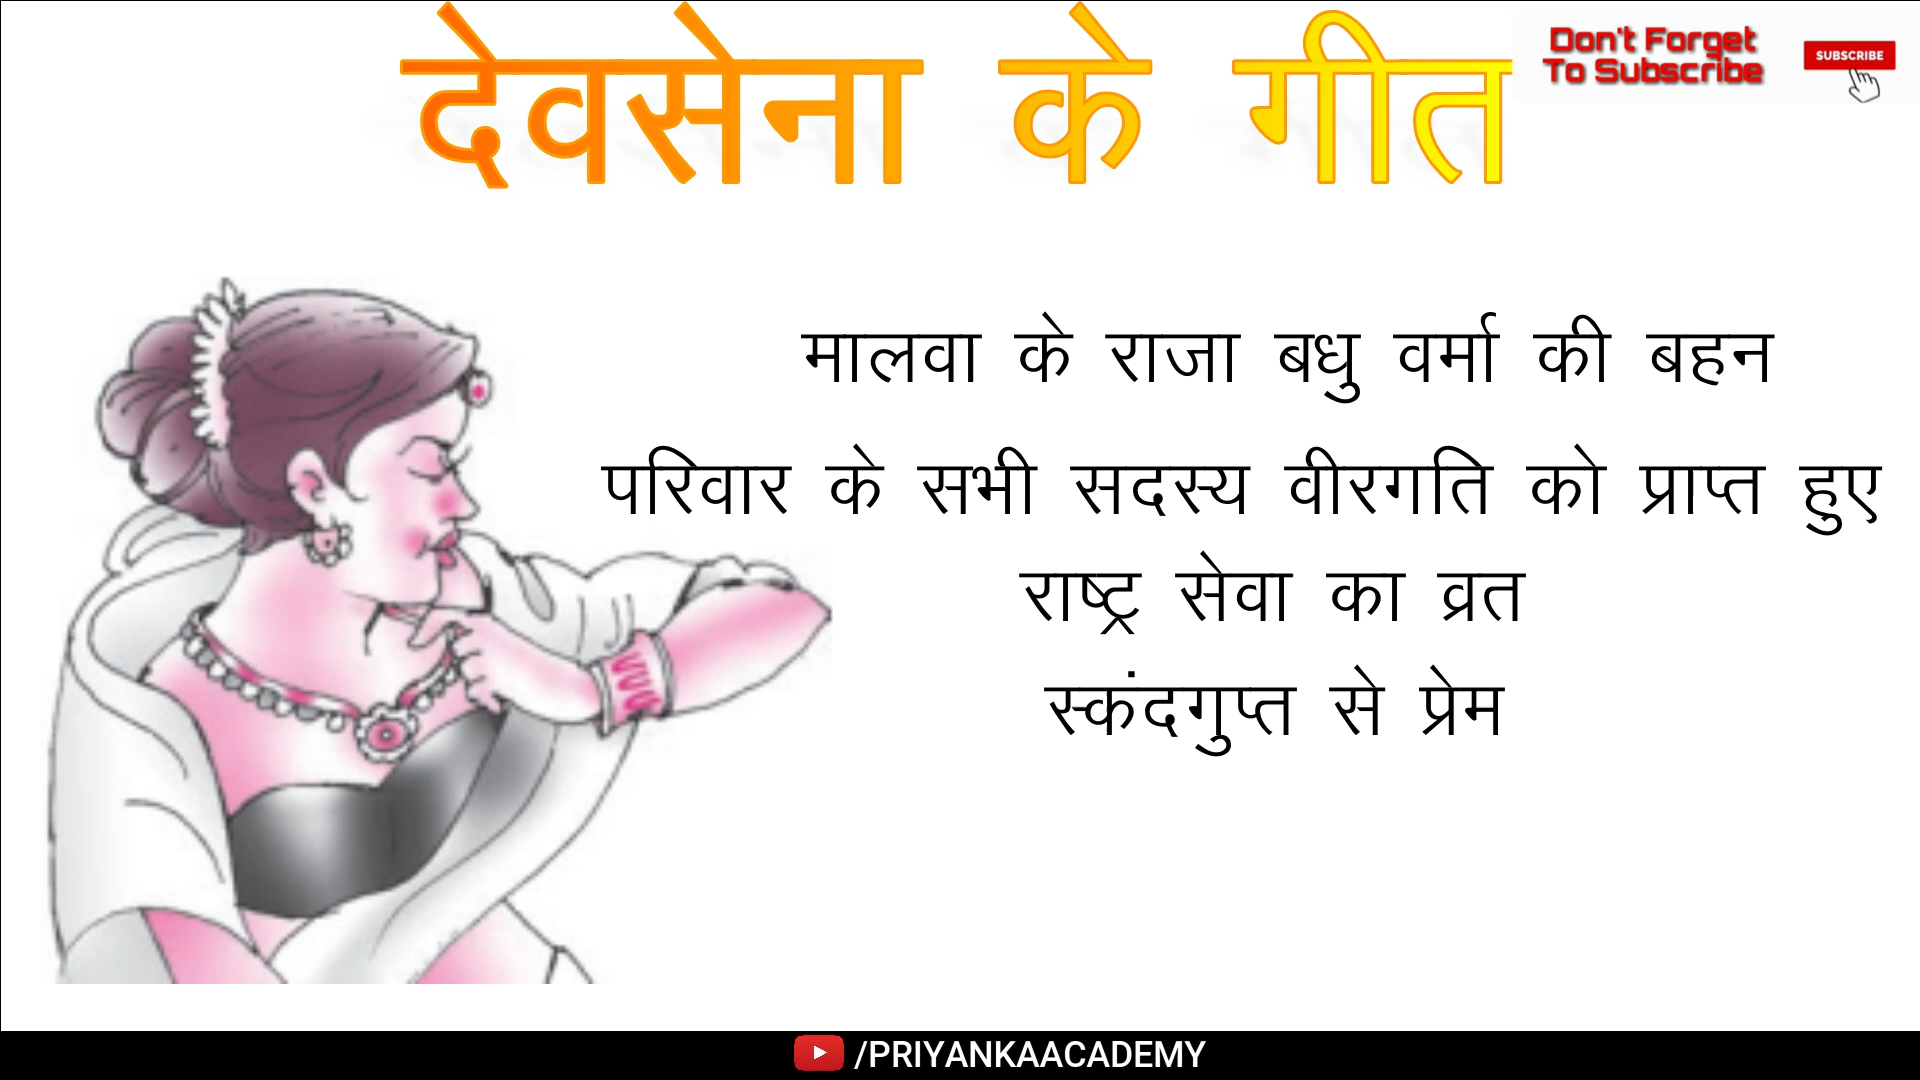 देवसेना के गीत
Don't Forget
To Subscribe
SUBSCRIBE
मालवा के राजा बधु वर्मा की बहन
परिवार के सभी सदस्य वीरगति को प्राप्त हुए
राष्ट्र सेवा का व्रत
स्कंदगुप्त से प्रेम
/PRIYANKAACADEMY